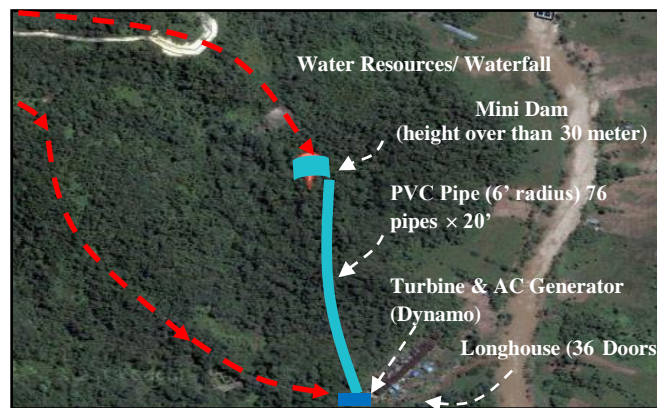 Water Resources/ Waterfall
Mini Dam
(height over than 30 meter)
PVC Pipe (6’ radius) 76
pipes × 20’
Turbine & AC Generator
(Dynamo)
Longhouse (36 Doors